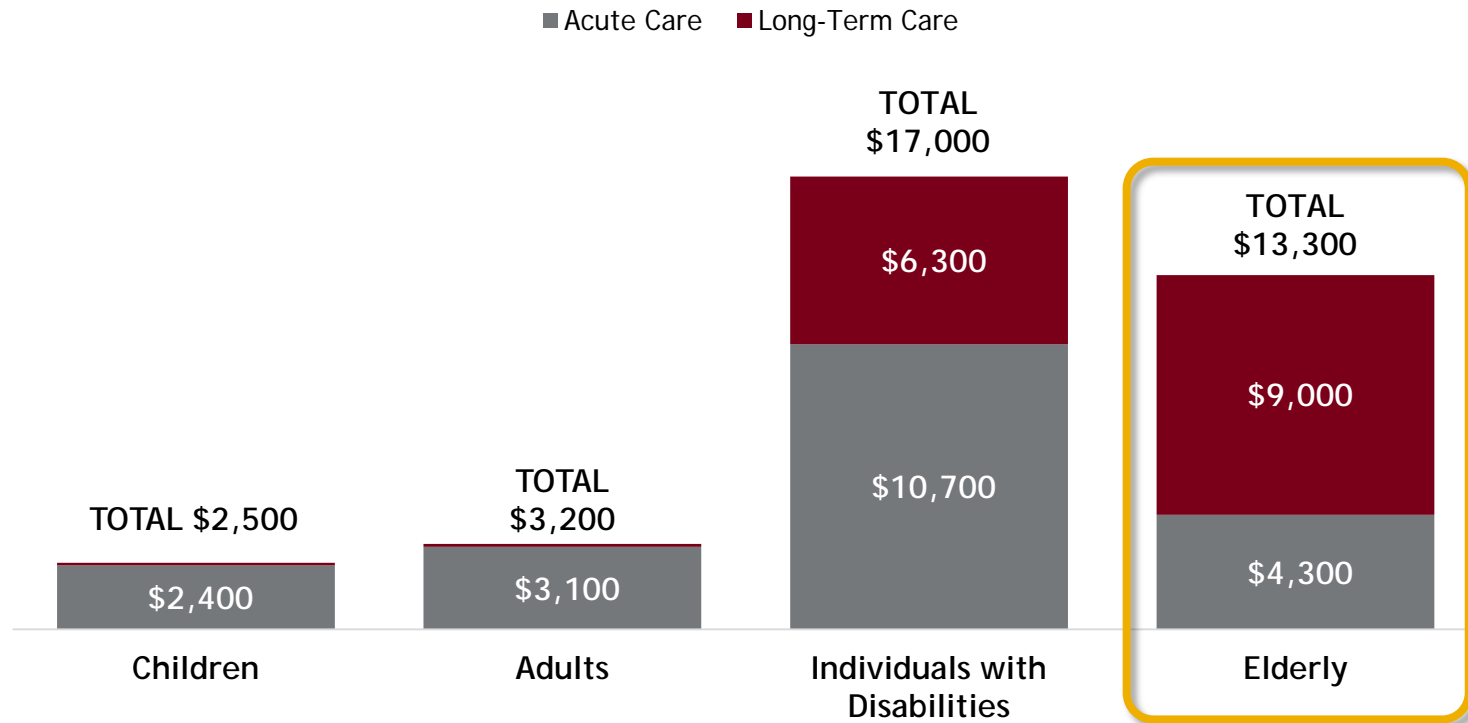 Acute Care Long-Term Care
TOTAL
$17,000
TOTAL
$13,300
$6,300
$9,000
$10,700
TOTAL
$3,200
TOTAL $2,500
$4,300
$2,400
$3,100
Children
Adults
Individuals with
Disabilities
Elderly